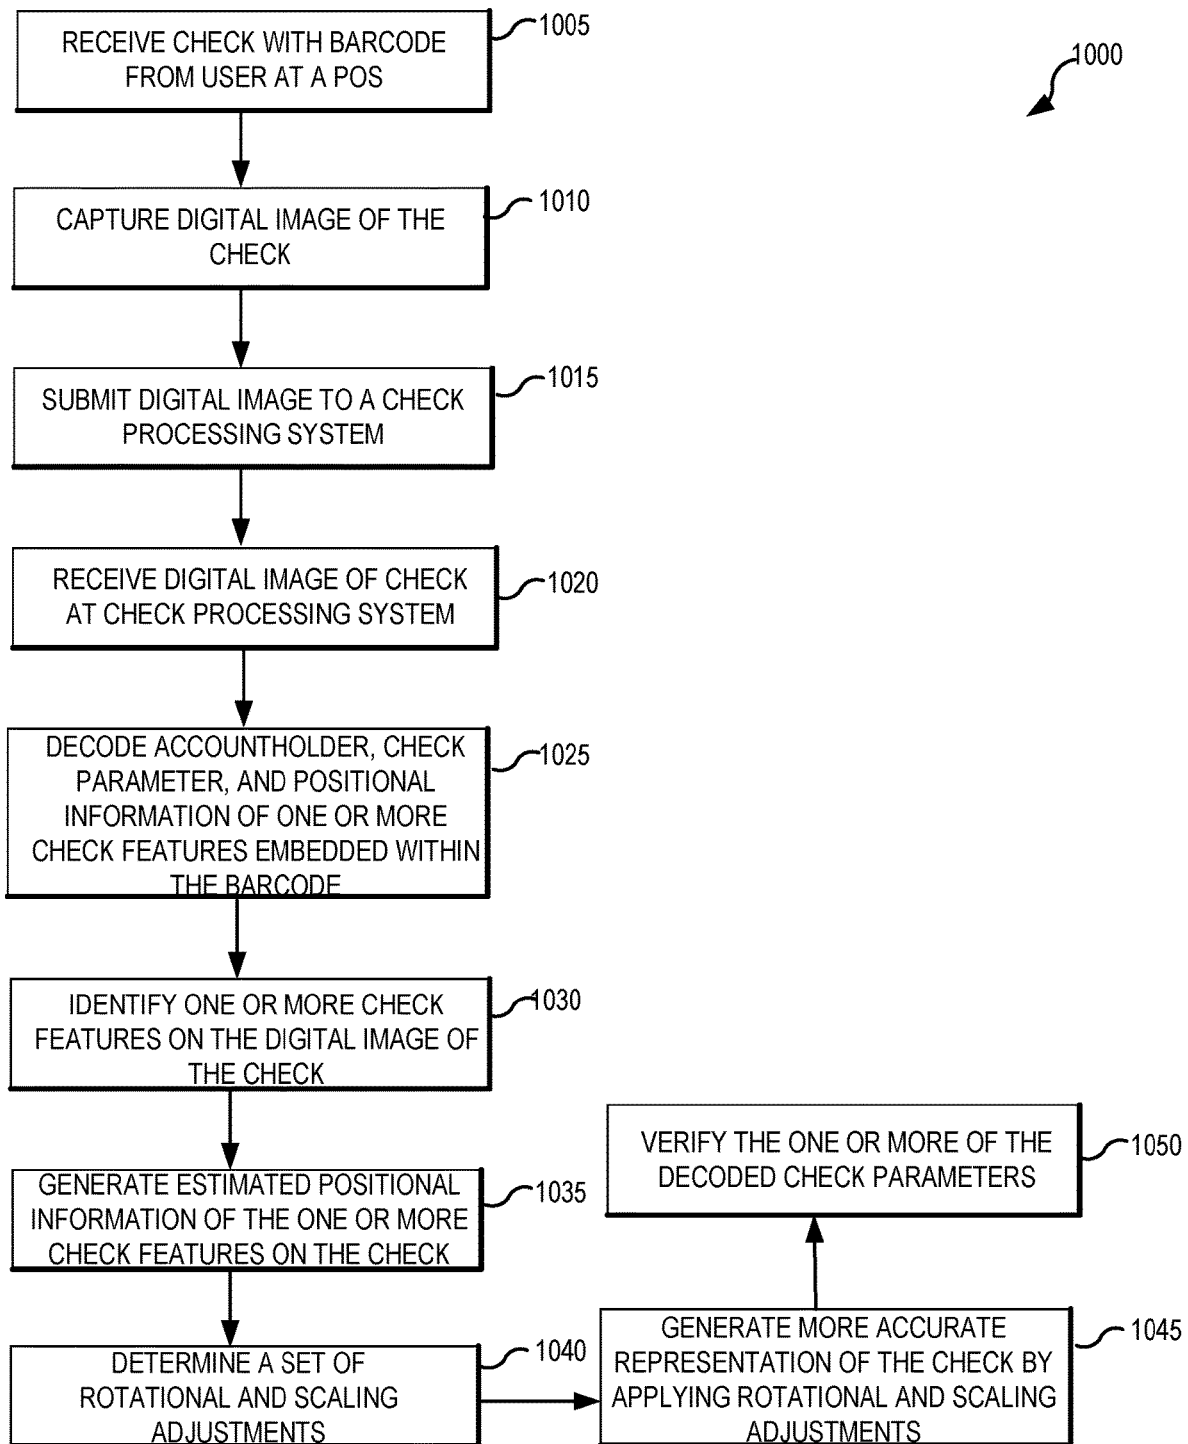 RECEIVE CHECK WITH BARCODE
FROM USER AT A POS
1005
1000
CAPTURE DIGITAL IMAGE OF THE
CHECK
1010
SUBMIT DIGITAL IMAGE TO A CHECK
PROCESSING SYSTEM
1015
RECEIVE DIGITAL IMAGE OF CHECK
AT CHECK PROCESSING SYSTEM
1020
DECODE ACCOUNTHOLDER, CHECK
PARAMETER, AND POSITIONAL
INFORMATION OF ONE OR MORE
CHECK FEATURES EMBEDDED WITHIN
THE BARCODE
1025
IDENTIFY ONE OR MORE CHECK
FEATURES ON THE DIGITAL IMAGE OF
THE CHECK
1030
GENERATE ESTIMATED POSITIONAL
INFORMATION OF THE ONE OR MORE
CHECK FEATURES ON THE CHECK
1035
DETERMINE A SET OF
ROTATIONAL AND SCALING
ADJUSTMENTS
1040
GENERATE MORE ACCURATE
REPRESENTATION OF THE CHECK BY
APPLYING ROTATIONAL AND SCALING
ADJUSTMENTS
1045
VERIFY THE ONE OR MORE OF THE
DECODED CHECK PARAMETERS
1050